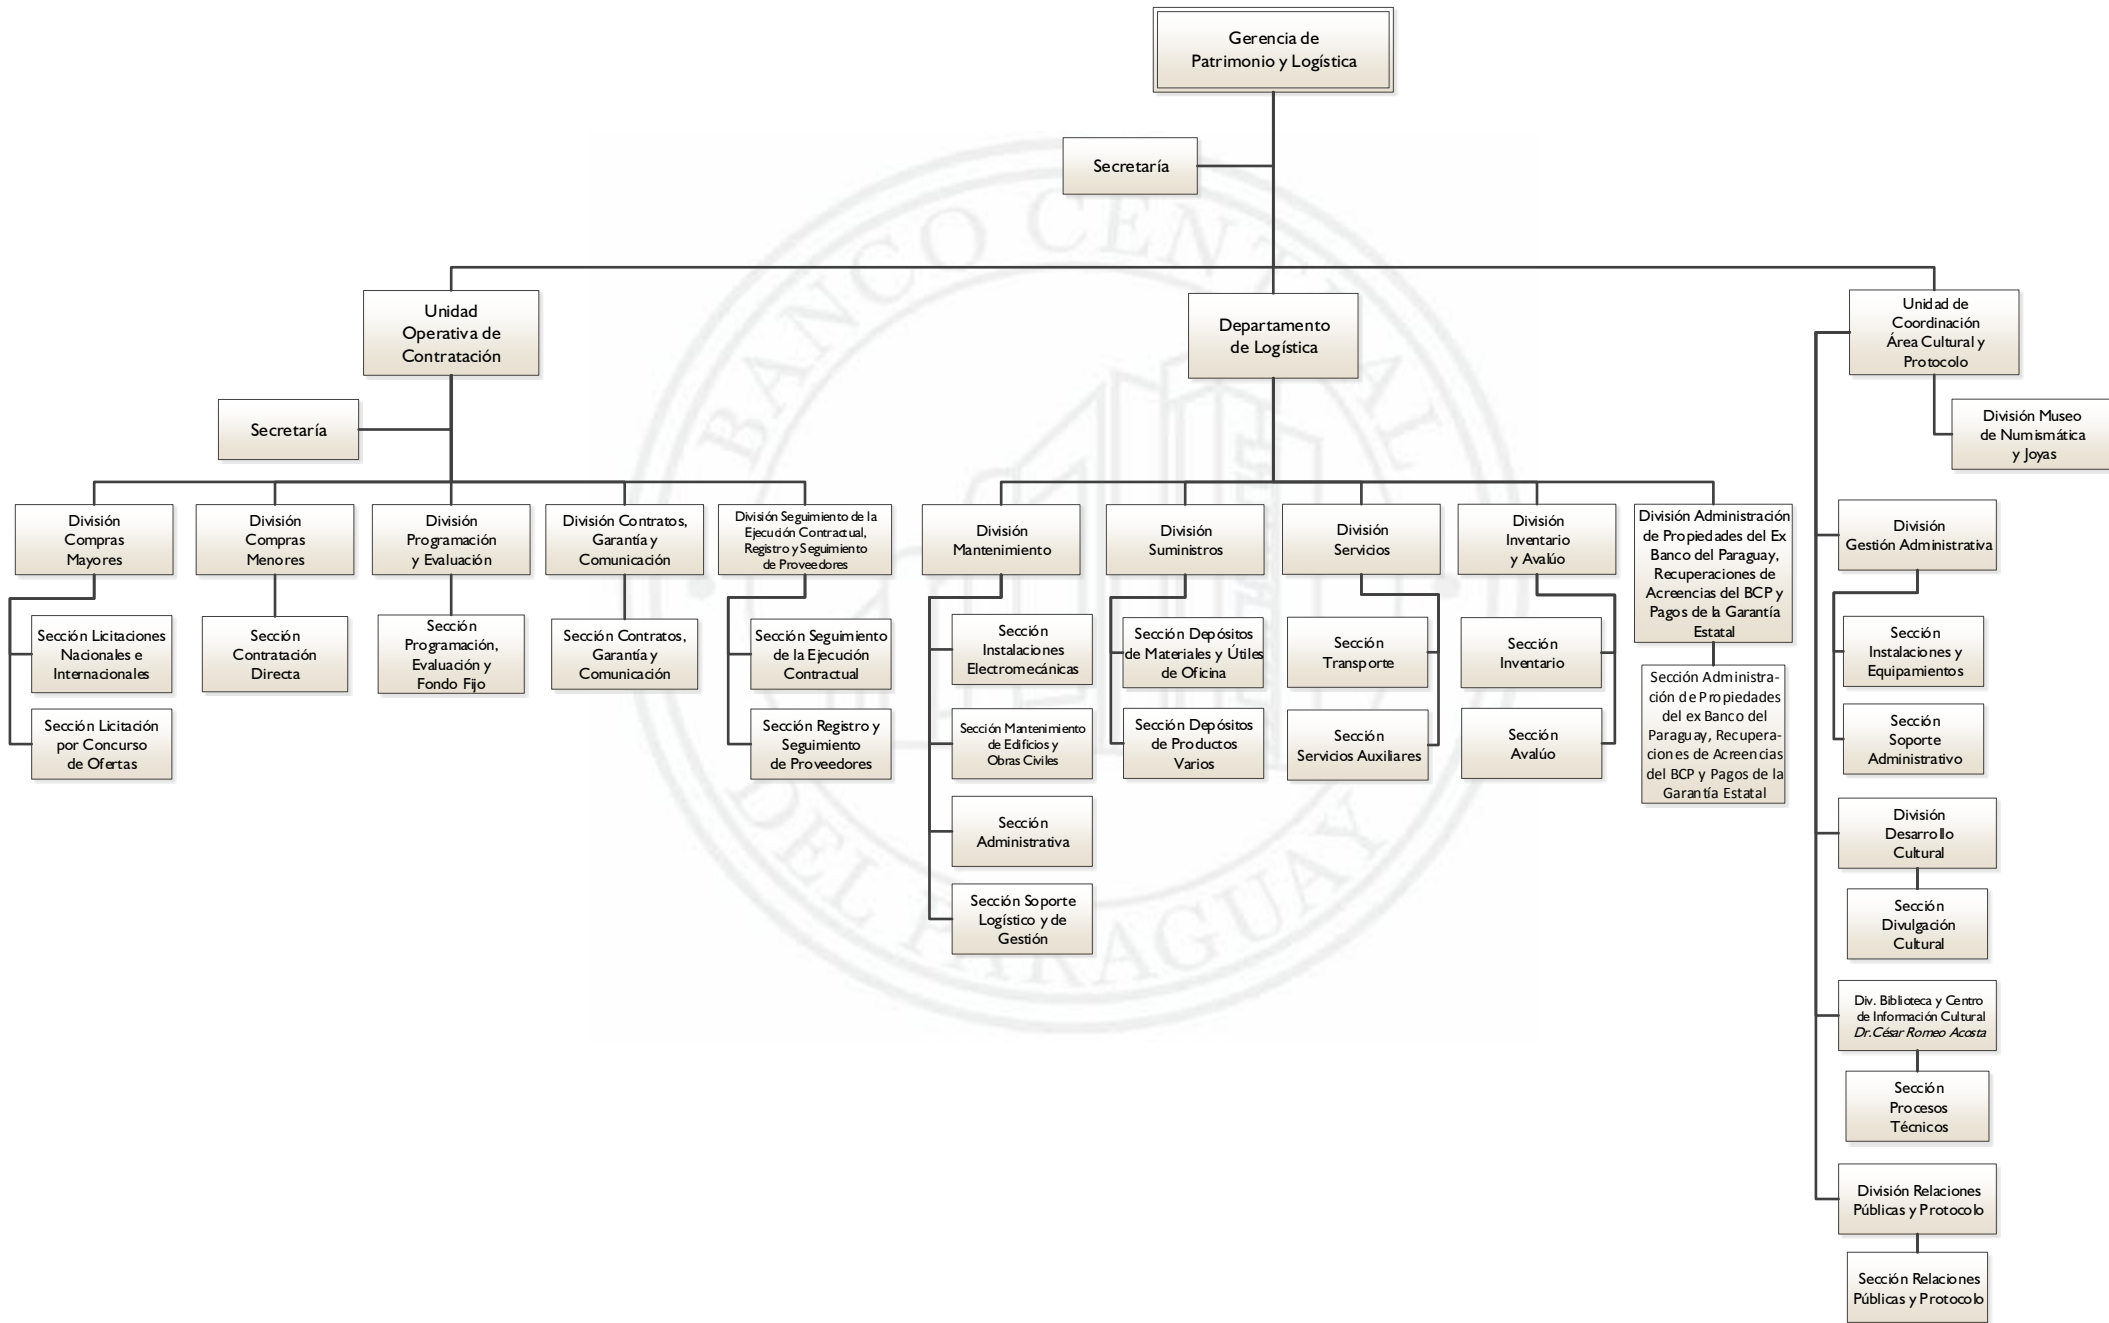 Gerencia de
Patrimonio y Logística
Secretaría
BANCO CENTRAL
DEL PARAGUAY
Unidad
Operativa de
Contratación
Departamento
de Logística
Unidad de
Coordinación
Área Cultural y
Protocolo
Secretaría
División Museo
de Numismática
y Joyas
División
Compras
Mayores
División
Compras
Menores
División
Programación
y Evaluación
División Contratos,
Garantía y
Comunicación
División Seguimiento de la
Ejecución Contractual,
Registro y Seguimiento
de Proveedores
División
Mantenimiento
División
Suministros
División
Servicios
División
Inventario
y Avalúo
División Administración
de Propiedades del Ex
Banco del Paraguay,
Recuperaciones de
Acreencias del BCP y
Pagos de la Garantía
Estatal
División
Gestión Administrativa
Sección Licitaciones
Nacionales e
Internacionales
Sección
Contratación
Directa
Sección
Programación,
Evaluación y
Fondo Fijo
Sección Contratos,
Garantía y
Comunicación
Sección Seguimiento
de la Ejecución
Contractual
Sección
Instalaciones
Electromecánicas
Sección Depósitos
de Materiales y Útiles
de Oficina
Sección
Transporte
Sección
Inventario
Sección Administra-
ción de Propiedades
del ex Banco del
Paraguay, Recupera-
ciones de Acreencias
del BCP y Pagos de la
Garantía Estatal
Sección
Instalaciones y
Equipamientos
Sección Licitación
por Concurso
de Ofertas
Sección Registro y
Seguimiento
de Proveedores
Sección Mantenimiento
de Edificios y
Obras Civiles
Sección Depósitos
de Productos
Varios
Sección
Servicios Auxiliares
Sección
Avalúo
Sección
Soporte
Administrativo
Sección
Administrativa
División
Desarrollo
Cultural
Sección Soporte
Logístico y de
Gestión
Sección
Divulgación
Cultural
Div. Biblioteca y Centro
de Información Cultural
Dr.César Romeo Acosta
Sección
Procesos
Técnicos
División Relaciones
Públicas y Protocolo
Sección Relaciones
Públicas y Protocolo